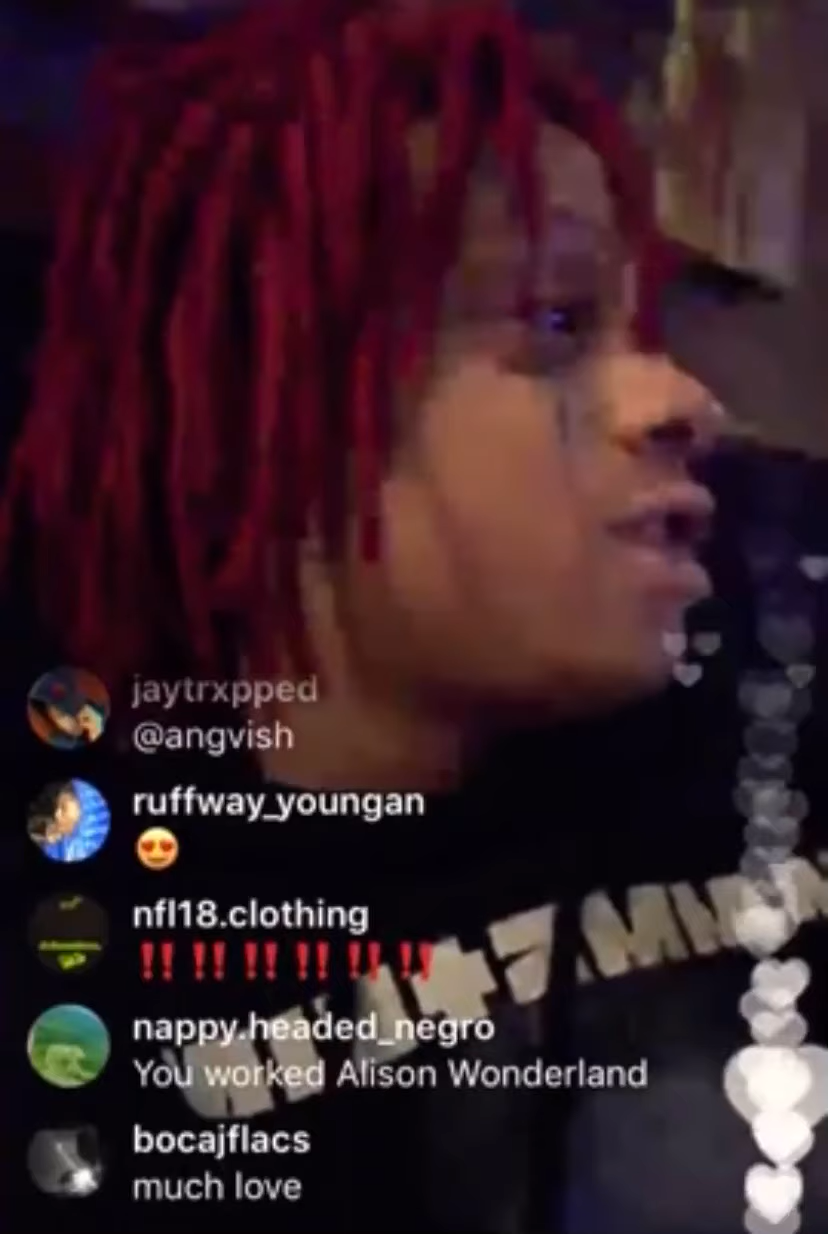 jaytrxpped
@angvish
ruffway_youngan
😍
nfl18.clothing
‼️ ‼️ ‼️ ‼️ ‼️ ‼️
nappy.headed_negro
You worked Alison Wonderland
bocajflacs
much love